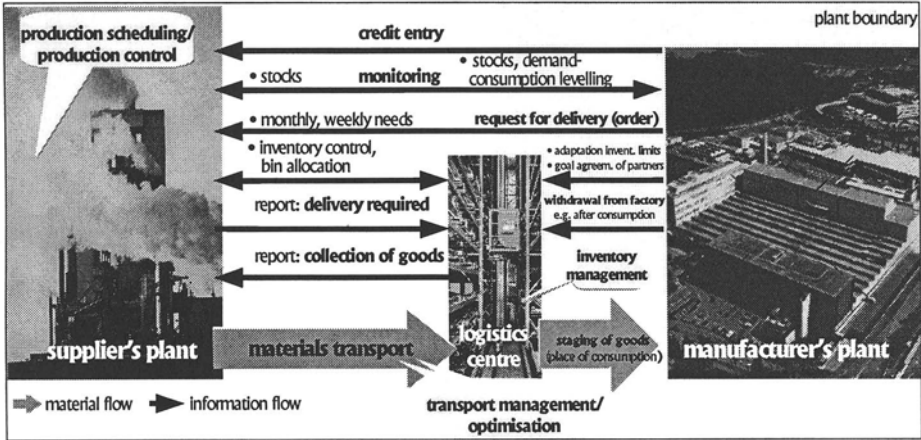 production scheduling/
production control
plant boundary
credit entry
• stocks
monitoring
• stocks, demand-
consumption levelling
• monthly, weekly needs
request for delivery (order)
• inventory control,
bin allocation
• adaptation invent. limits
• goal agreem. of partners
report: delivery required
withdrawal from factory
e.g. after consumption
report: collection of goods
inventory
management
supplier's plant
materials transport
logistics
centre
staging of goods
(place of consumption)
manufacturer's plant
material flow
information flow
transport management/
optimisation